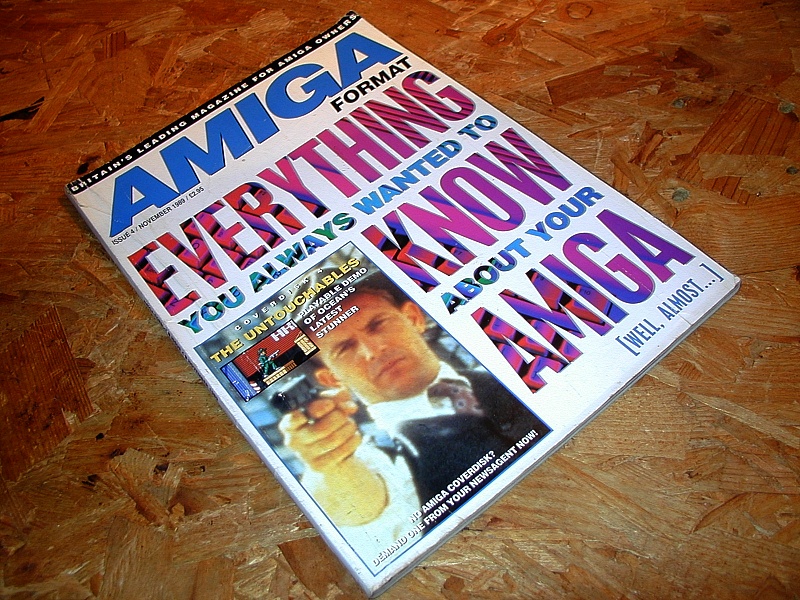 BRITAIN'S LEADING MAGAZINE FOR AMIGA OWNERS
AMIGA
FORMAT
ISSUE 4 / NOVEMBER 1989 / £2.95
EVERYTHING
YOU ALWAYS WANTED TO
KNOW
ABOUT YOUR
AMIGA
[WELL, ALMOST...]
COVERDISK 4
THE UNTOUCHABLES
PLAYABLE DEMO
OF OCEAN'S
LATEST
STUNNER
NO AMIGA COVERDISK?
DEMAND ONE FROM YOUR NEWSAGENT NOW!